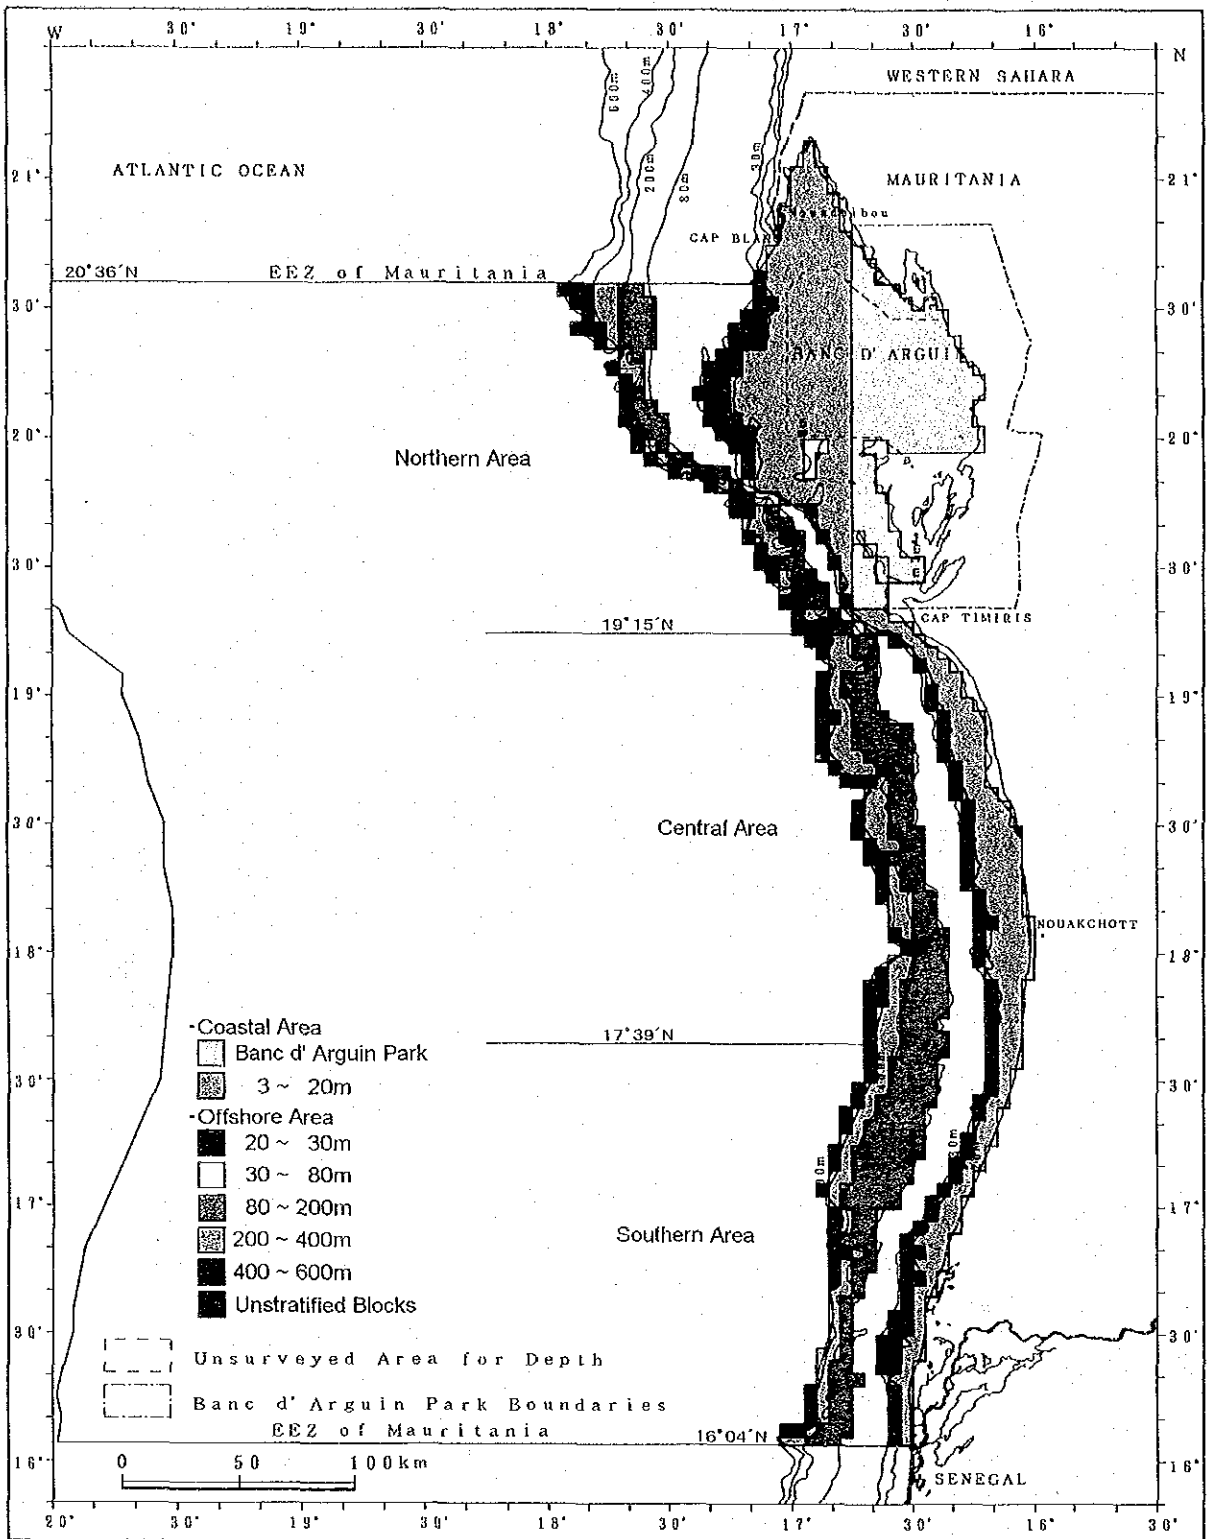 W 30' 19° 30' 18° 30' 17° 30' 16°
N
WESTERN SAHARA
600m
400m
200m
80m
30m
ATLANTIC OCEAN
MAURITANIA
21°
21°
CAP BLAN
20°36'N EEZ of Mauritania
30'
30'
BANC D' ARGUIN
20°
20°
Northern Area
30'
30'
CAP TIMIRIS
19°15'N
19°
19°
Central Area
30'
30'
NOUAKCHOTT
18°
18°
17°39'N
-Coastal Area
Banc d' Arguin Park
3 ~ 20m
-Offshore Area
20 ~ 30m
30 ~ 80m
80 ~ 200m
200 ~ 400m
400 ~ 600m
Unstratified Blocks
30'
30'
17°
17°
Southern Area
30'
30'
Unsurveyed Area for Depth
Banc d' Arguin Park Boundaries
EEZ of Mauritania
16°04'N
0 50 100km
16°
16°
SENEGAL
20° 30' 19° 30' 18° 30' 17° 30' 16° 30'